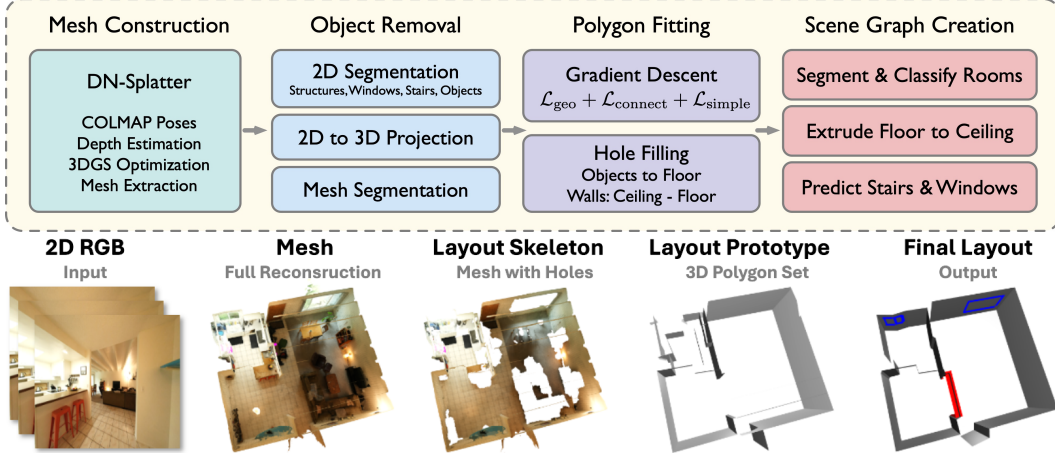 Mesh Construction
Object Removal
Polygon Fitting
Scene Graph Creation
DN-Splatter
COLMAP Poses
Depth Estimation
3DGS Optimization
Mesh Extraction
2D Segmentation
Structures, Windows, Stairs, Objects
2D to 3D Projection
Mesh Segmentation
Gradient Descent
ℒ_geo + ℒ_connect + ℒ_simple
Hole Filling
Objects to Floor
Walls: Ceiling - Floor
Segment & Classify Rooms
Extrude Floor to Ceiling
Predict Stairs & Windows
2D RGB
Input
Mesh
Full Reconsruction
Layout Skeleton
Mesh with Holes
Layout Prototype
3D Polygon Set
Final Layout
Output